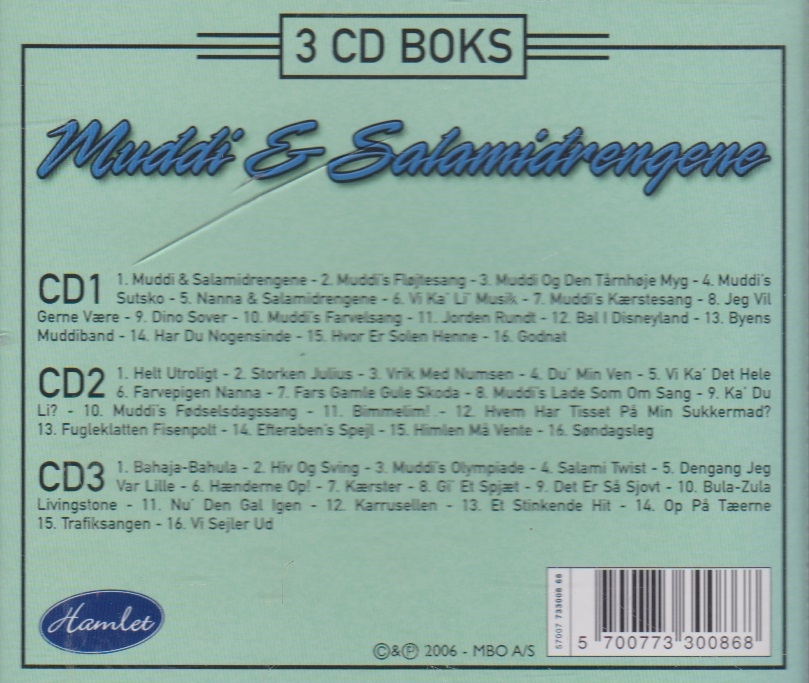 3 CD BOKS
Muddi & Salamidrengene
CD1 1. Muddi & Salamidrengene - 2. Muddi's Fløjtesang - 3. Muddi Og Den Tårnhøje Myg - 4. Muddi's
Sutsko - 5. Nanna & Salamidrengene - 6. Vi Ka' Li' Musik - 7. Muddi's Kærstesang - 8. Jeg Vil
Gerne Være - 9. Dino Sover - 10. Muddi's Farvelsang - 11. Jorden Rundt - 12. Bal I Disneyland - 13. Byens
Muddiband - 14. Har Du Nogensinde - 15. Hvor Er Solen Henne - 16. Godnat
CD2 1. Helt Utroligt - 2. Storken Julius - 3. Vrik Med Numsen - 4. Du' Min Ven - 5. Vi Ka' Det Hele
6. Farvepigen Nanna - 7. Fars Gamle Gule Skoda - 8. Muddi's Lade Som Om Sang - 9. Ka' Du
Li? - 10. Muddi's Fødselsdagssang - 11. Bimmelim! - 12. Hvem Har Tisset På Min Sukkermad?
13. Fugleklatten Fisenpolt - 14. Efteraben's Spejl - 15. Himlen Må Vente - 16. Søndagsleg
CD3 1. Bahaja-Bahula - 2. Hiv Og Sving - 3. Muddi's Olympiade - 4. Salami Twist - 5. Dengang Jeg
Var Lille - 6. Hænderne Op! - 7. Kærster - 8. Gi' Et Spjæt - 9. Det Er Så Sjovt - 10. Bula-Zula
Livingstone - 11. Nu' Den Gal Igen - 12. Karrusellen - 13. Et Stinkende Hit - 14. Op På Tæerne
15. Trafiksangen - 16. Vi Sejler Ud
Hamlet
©&℗ 2006 - MBO A/S
57007 733008 68
5 700773 300868